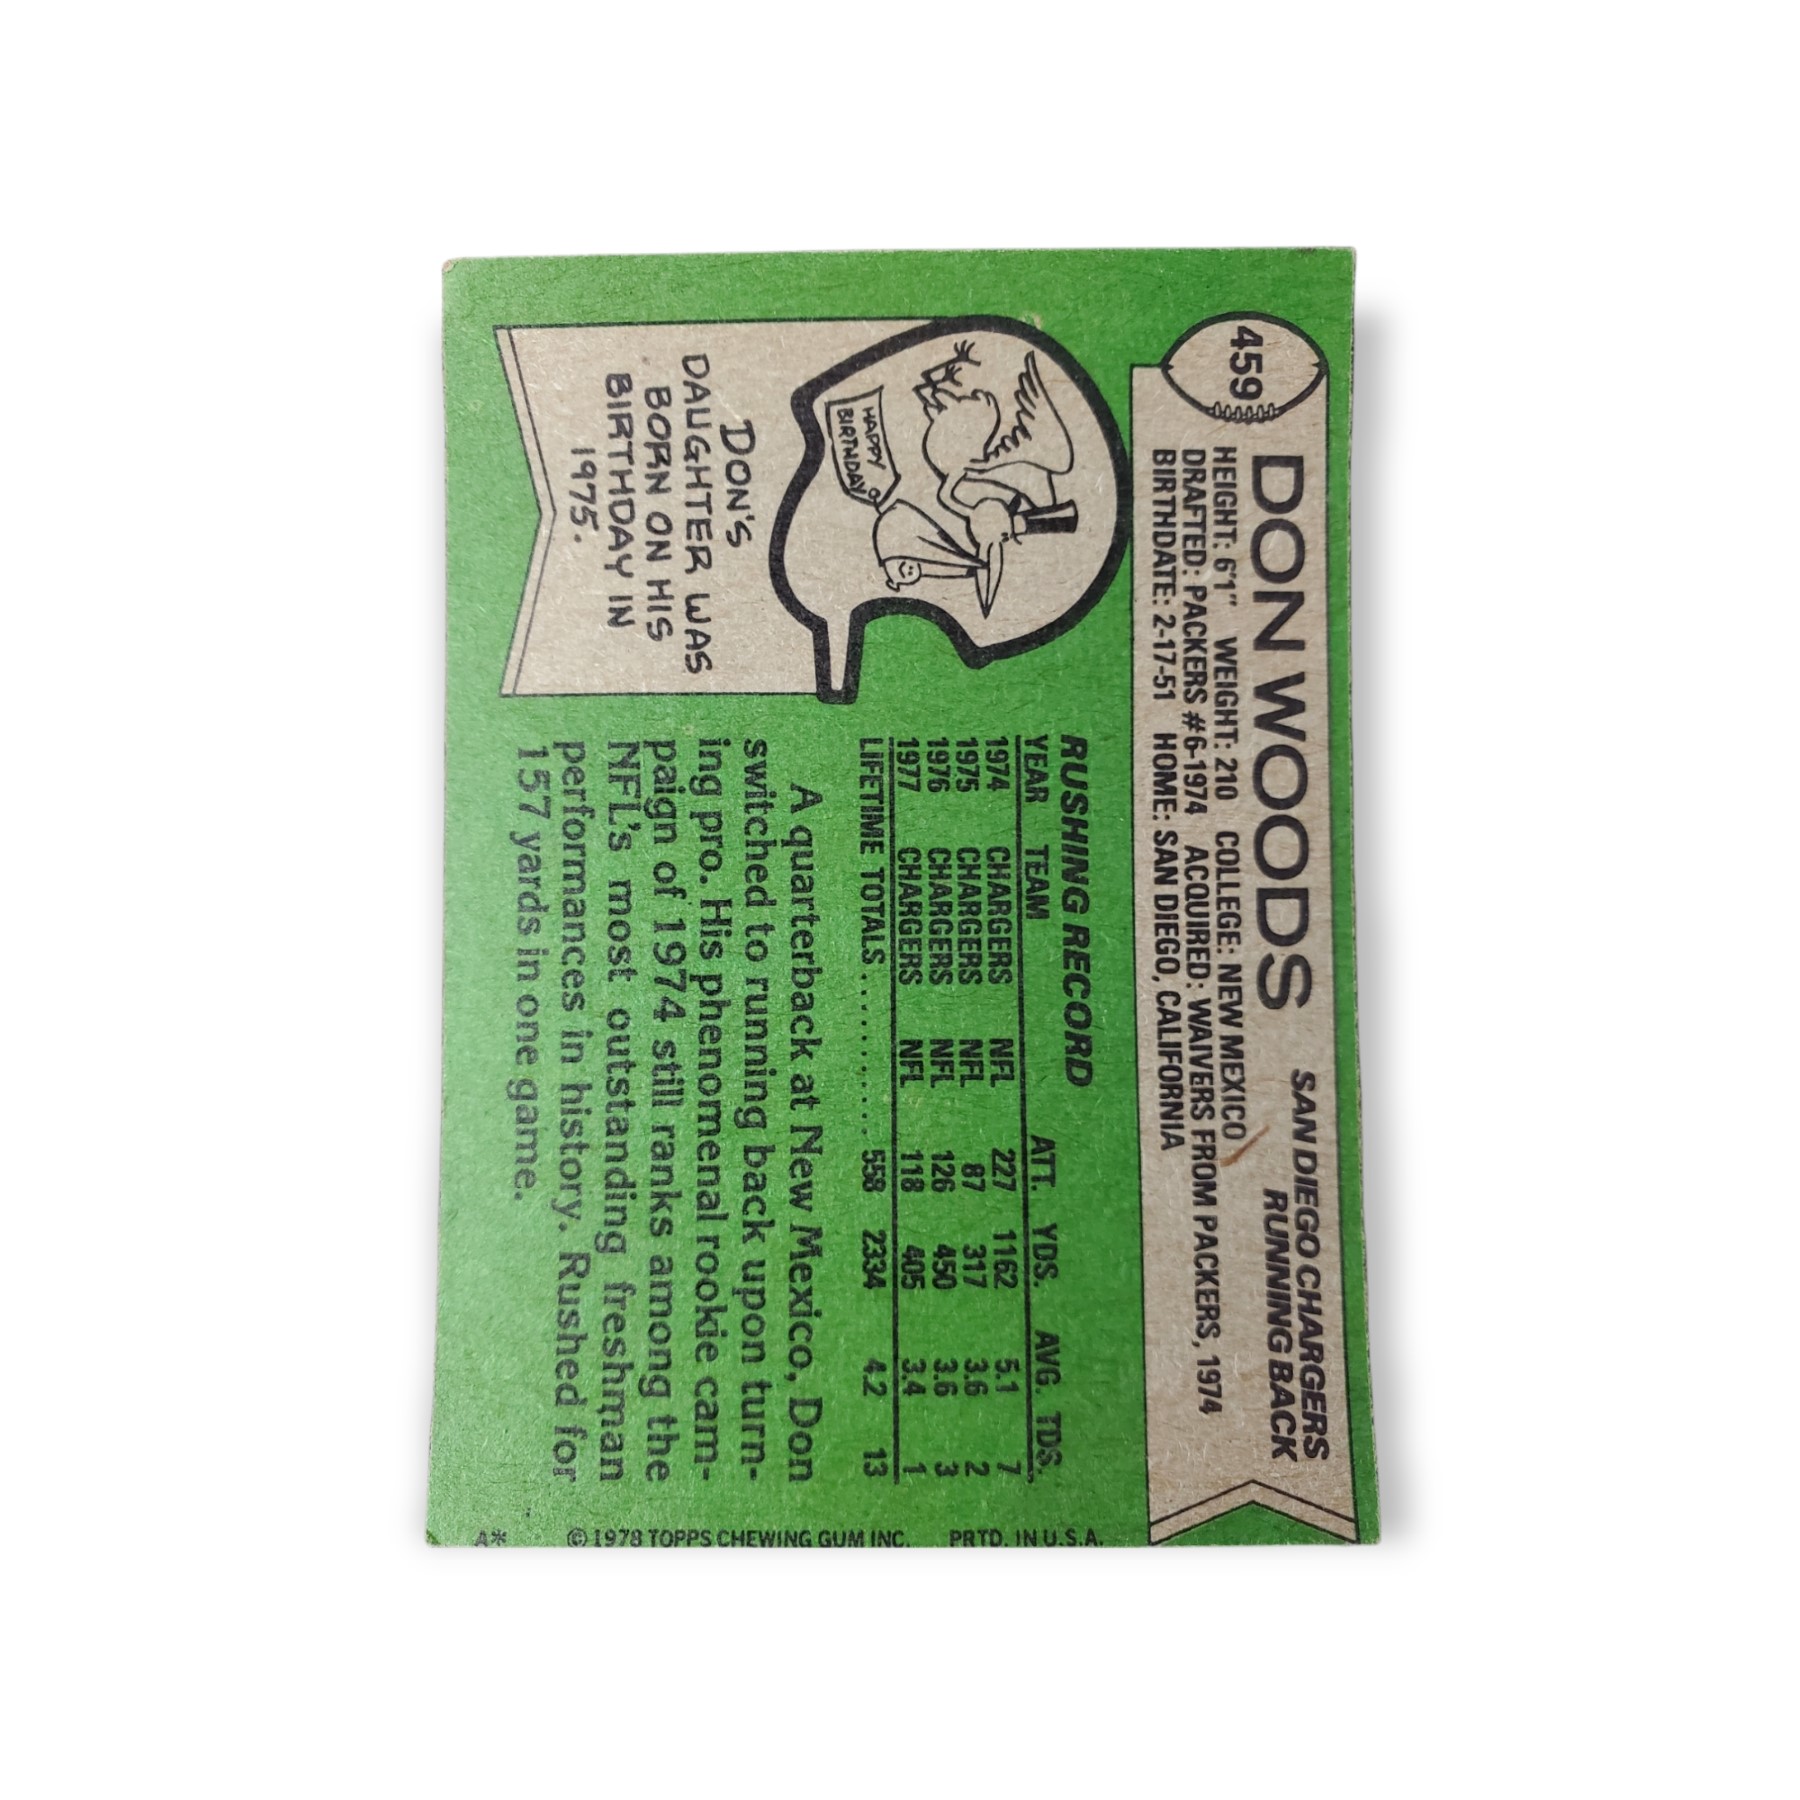 459
DON WOODS
SAN DIEGO CHARGERS
RUNNING BACK
HEIGHT: 6'1" WEIGHT: 210 COLLEGE: NEW MEXICO
DRAFTED: PACKERS #6-1974 ACQUIRED: WAIVERS FROM PACKERS, 1974
BIRTHDATE: 2-17-51 HOME: SAN DIEGO, CALIFORNIA
HAPPY
BIRTHDAY
DON'S
DAUGHTER WAS
BORN ON HIS
BIRTHDAY IN
1975.
RUSHING RECORD
YEAR TEAM ATT. YDS. AVG. TDS.
1974 CHARGERS NFL 227 1162 5.1 7
1975 CHARGERS NFL 87 317 3.6 2
1976 CHARGERS NFL 126 450 3.6 3
1977 CHARGERS NFL 118 405 3.4 1
LIFETIME TOTALS .......... 558 2334 4.2 13
A quarterback at New Mexico, Don
switched to running back upon turn-
ing pro. His phenomenal rookie cam-
paign of 1974 still ranks among the
NFL's most outstanding freshman
performances in history. Rushed for
157 yards in one game.
A* ©1978 TOPPS CHEWING GUM INC. PRTD. IN U.S.A.